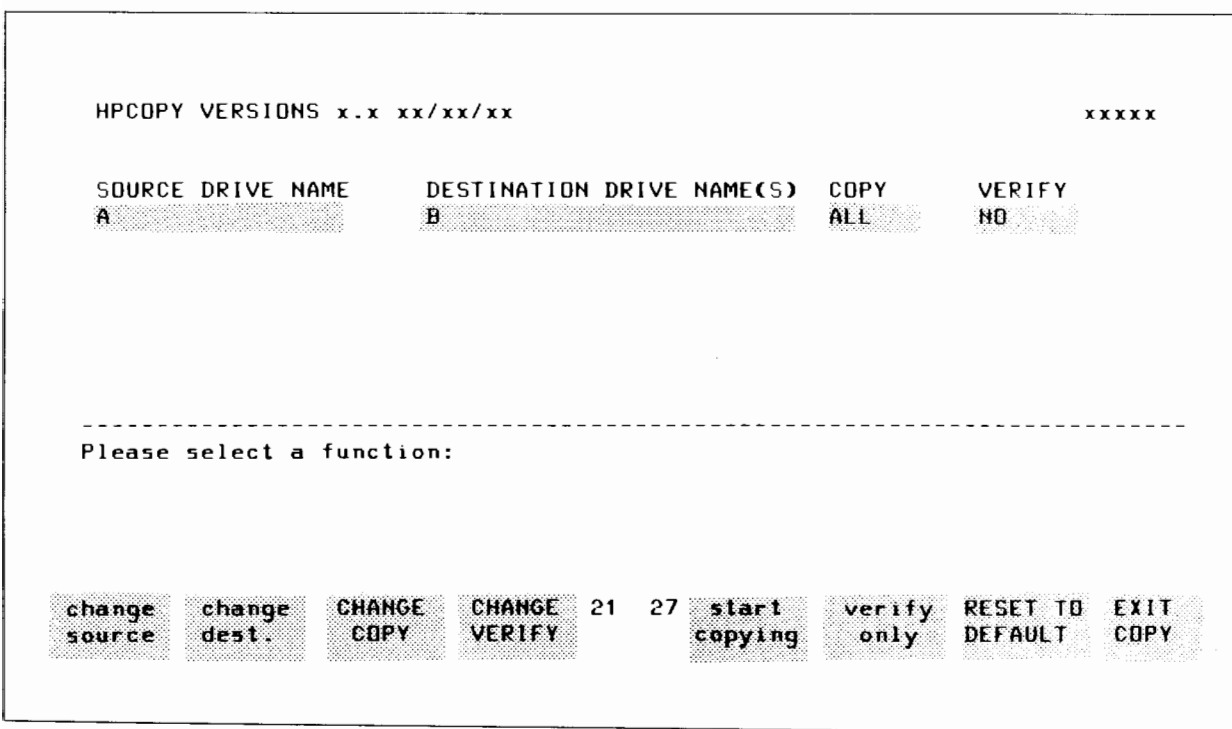 HPCOPY VERSIONS x.x xx/xx/xx xxxxx
SOURCE DRIVE NAME DESTINATION DRIVE NAME(S) COPY VERIFY
A B ALL NO
Please select a function:
change change CHANGE CHANGE 21 27 start verify RESET TO EXIT
source dest. COPY VERIFY copying only DEFAULT COPY